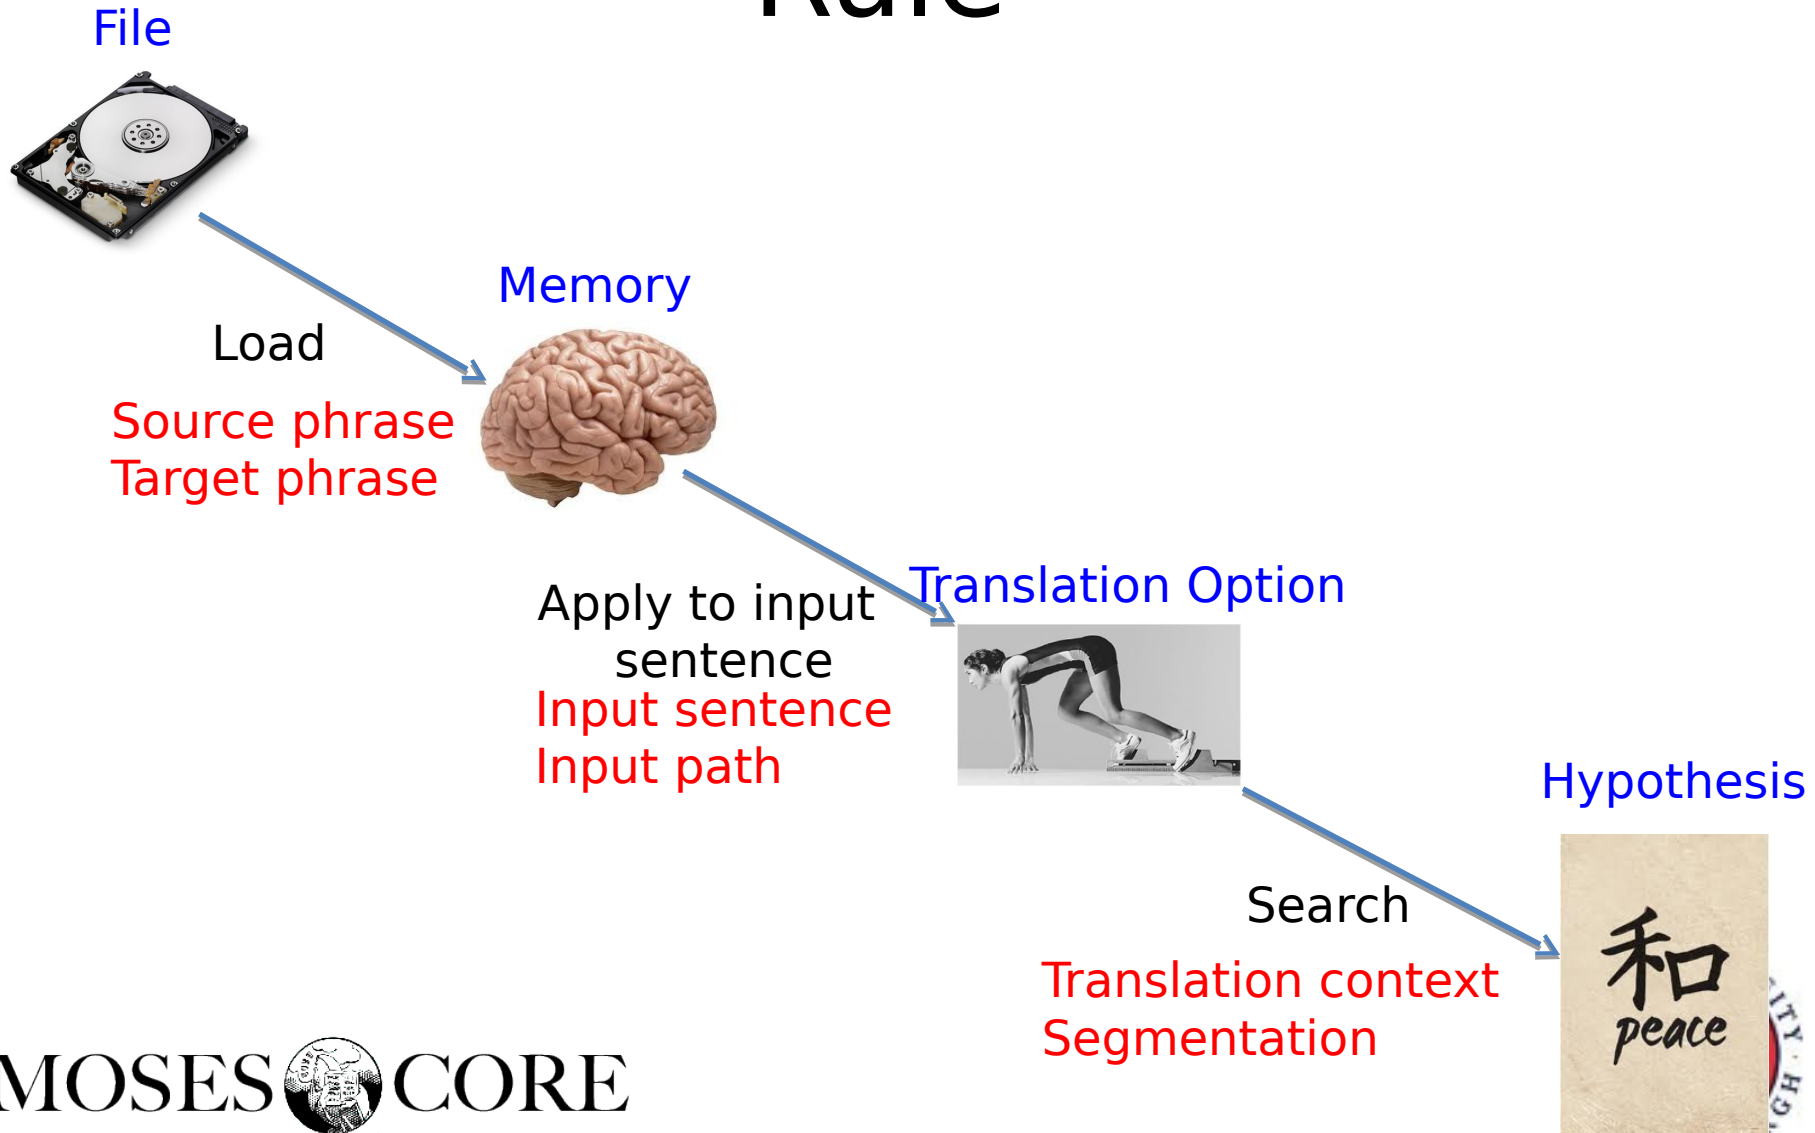 File
Memory
Load
Source phrase
Target phrase
Translation Option
Apply to input
sentence
Input sentence
Input path
Hypothesis
Search
Translation context
Segmentation
和
peace
MOSES CORE